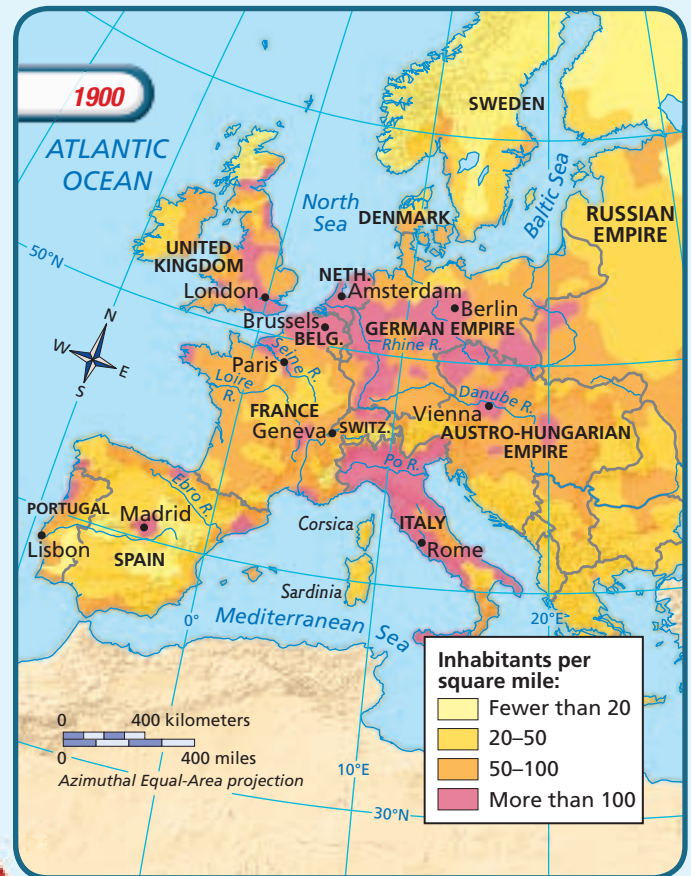 1900
ATLANTIC
OCEAN
SWEDEN
North
Sea
Baltic Sea
DENMARK
RUSSIAN
EMPIRE
50°N
UNITED
KINGDOM
London
NETH.
Amsterdam
Berlin
Brussels
BELG.
GERMAN EMPIRE
Rhine R.
N
W
E
S
Paris
Seine R.
Loire
R.
FRANCE
Geneva
SWITZ.
Vienna
Danube R.
AUSTRO-HUNGARIAN
EMPIRE
Po R.
Ebro R.
PORTUGAL
Madrid
Lisbon
SPAIN
Corsica
ITALY
Rome
Sardinia
0°
Mediterranean Sea
20°E
Inhabitants per
square mile:
Fewer than 20
20–50
50–100
More than 100
0 400 kilometers
0 400 miles
Azimuthal Equal-Area projection
10°E
30°N